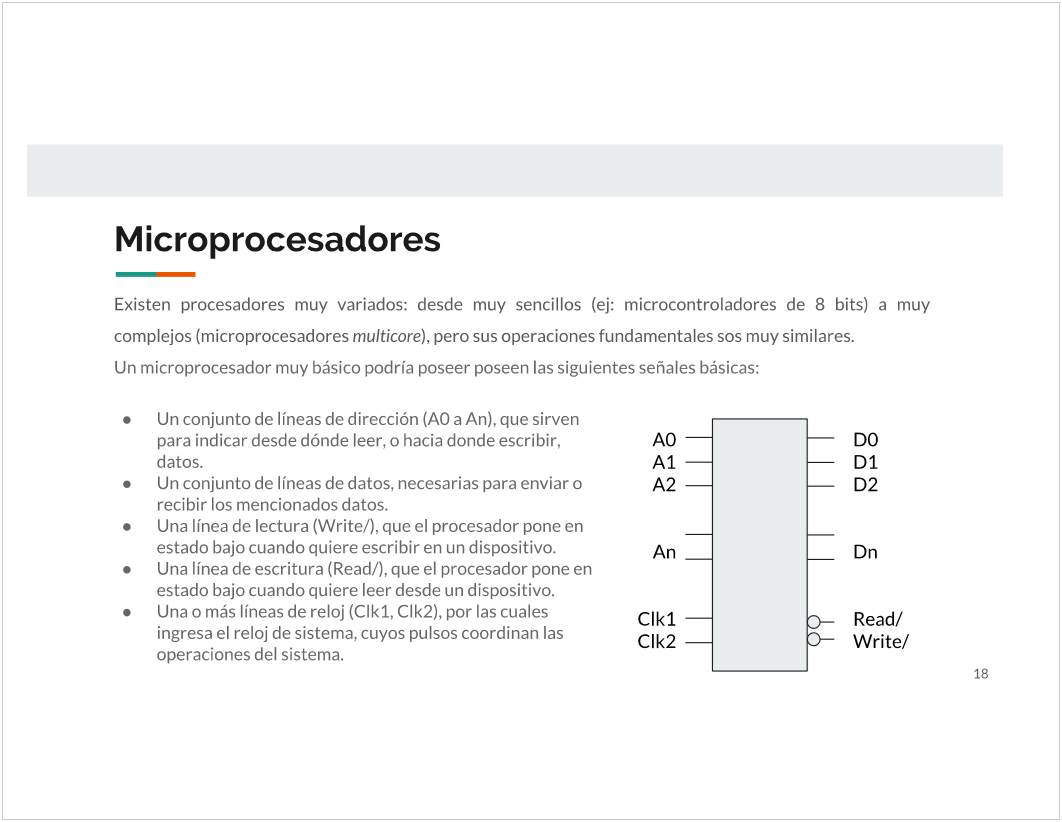 Microprocesadores
Existen procesadores muy variados: desde muy sencillos (ej: microcontroladores de 8 bits) a muy
complejos (microprocesadores multicore), pero sus operaciones fundamentales sos muy similares.
Un microprocesador muy básico podría poseer poseen las siguientes señales básicas:
● Un conjunto de líneas de dirección (A0 a An), que sirven
para indicar desde dónde leer, o hacia donde escribir,
datos.
● Un conjunto de líneas de datos, necesarias para enviar o
recibir los mencionados datos.
● Una línea de lectura (Write/), que el procesador pone en
estado bajo cuando quiere escribir en un dispositivo.
● Una línea de escritura (Read/), que el procesador pone en
estado bajo cuando quiere leer desde un dispositivo.
● Una o más líneas de reloj (Clk1, Clk2), por las cuales
ingresa el reloj de sistema, cuyos pulsos coordinan las
operaciones del sistema.
A0
A1
A2
An
Clk1
Clk2
D0
D1
D2
Dn
Read/
Write/
18